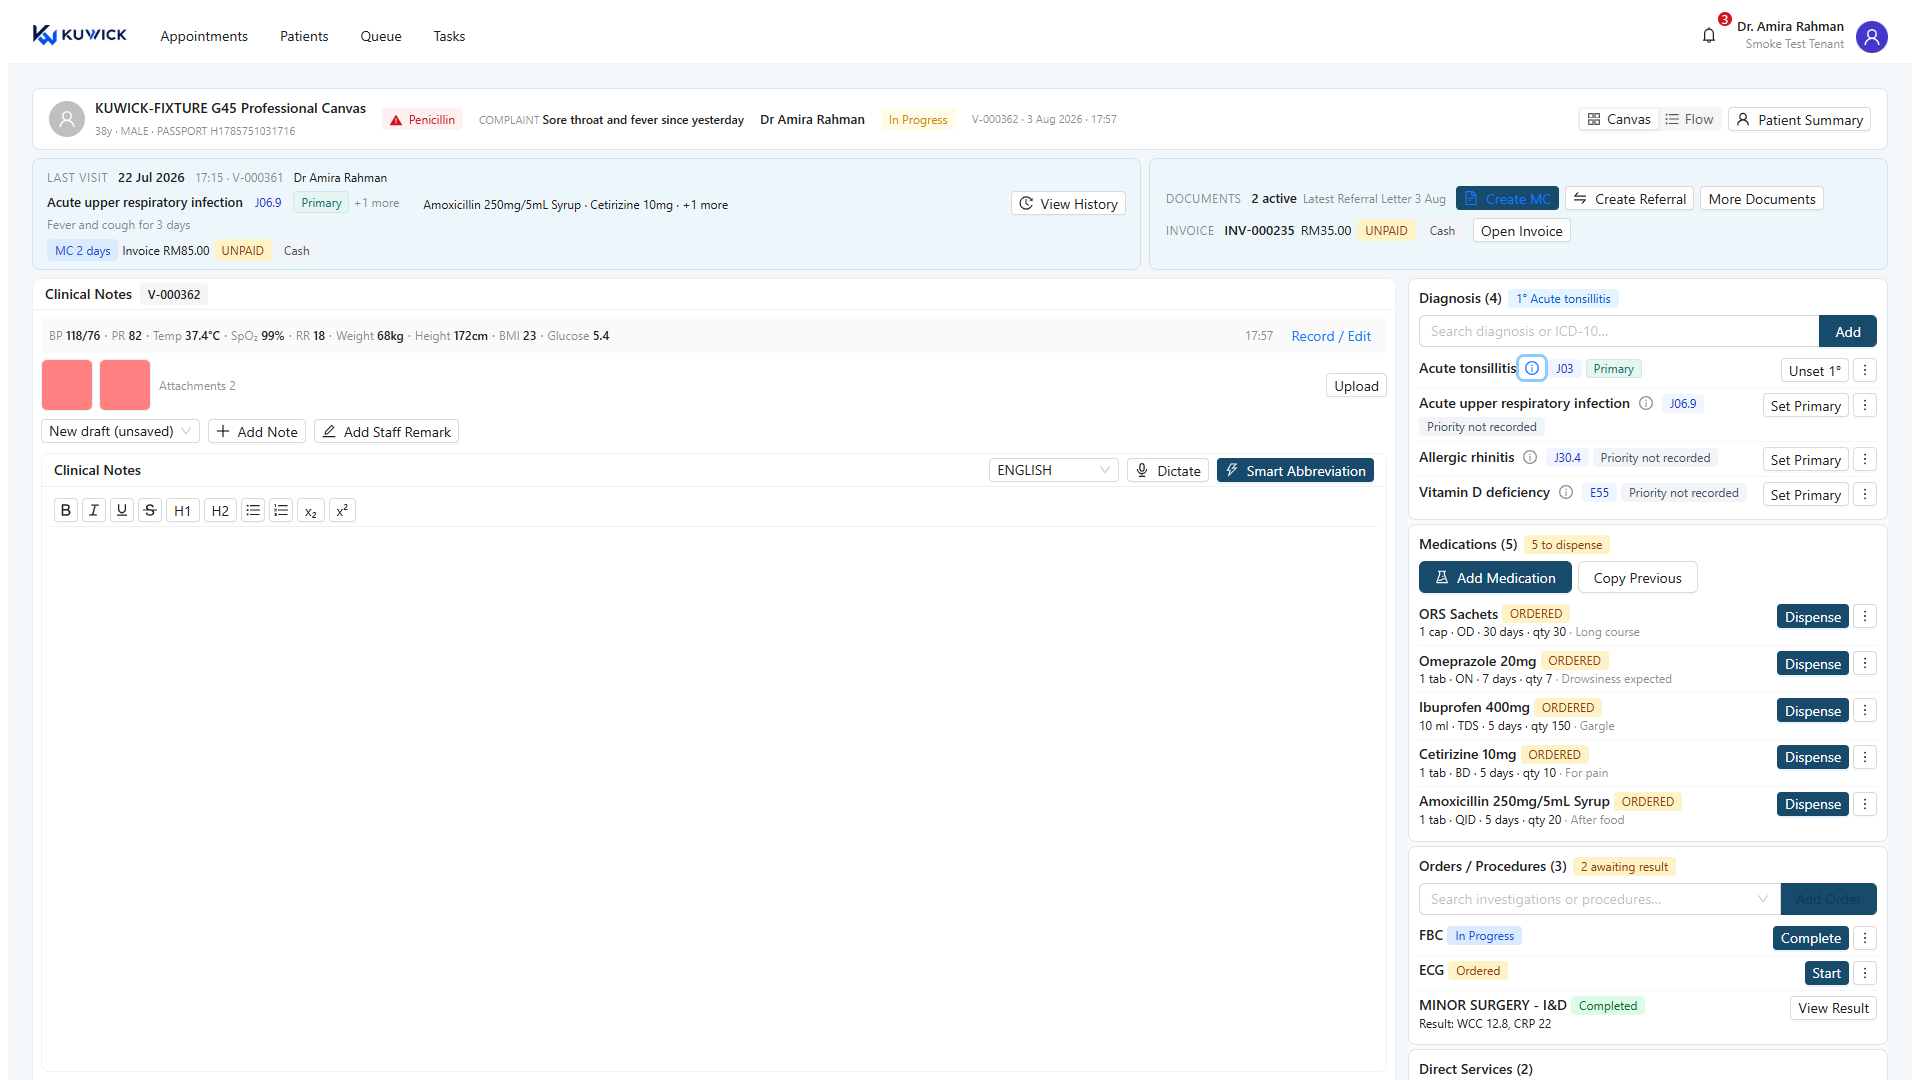 KUWICK
Appointments
Patients
Queue
Tasks
3
Dr. Amira Rahman
Smoke Test Tenant
KUWICK-FIXTURE G45 Professional Canvas
38y · MALE · PASSPORT H1785751031716
Penicillin
COMPLAINT Sore throat and fever since yesterday
Dr Amira Rahman
In Progress
V-000362 · 3 Aug 2026 · 17:57
Canvas
Flow
Patient Summary
LAST VISIT 22 Jul 2026 17:15 · V-000361 Dr Amira Rahman
Acute upper respiratory infection J06.9 Primary +1 more
Amoxicillin 250mg/5mL Syrup · Cetirizine 10mg · +1 more
View History
Fever and cough for 3 days
MC 2 days Invoice RM85.00 UNPAID Cash
DOCUMENTS 2 active Latest Referral Letter 3 Aug
Create MC
Create Referral
More Documents
INVOICE INV-000235 RM35.00 UNPAID Cash
Open Invoice
Clinical Notes V-000362
BP 118/76 · PR 82 · Temp 37.4°C · SpO₂ 99% · RR 18 · Weight 68kg · Height 172cm · BMI 23 · Glucose 5.4
17:57
Record / Edit
Attachments 2
Upload
New draft (unsaved)
Add Note
Add Staff Remark
Clinical Notes
ENGLISH
Dictate
Smart Abbreviation
B I U S H1 H2 x₂ x²
Diagnosis (4) 1° Acute tonsillitis
Search diagnosis or ICD-10...
Add
Acute tonsillitis J03 Primary
Unset 1°
Acute upper respiratory infection J06.9
Set Primary
Priority not recorded
Allergic rhinitis J30.4 Priority not recorded
Set Primary
Vitamin D deficiency E55 Priority not recorded
Set Primary
Medications (5) 5 to dispense
Add Medication
Copy Previous
ORS Sachets ORDERED
Dispense
1 cap · OD · 30 days · qty 30 · Long course
Omeprazole 20mg ORDERED
Dispense
1 tab · ON · 7 days · qty 7 · Drowsiness expected
Ibuprofen 400mg ORDERED
Dispense
10 ml · TDS · 5 days · qty 150 · Gargle
Cetirizine 10mg ORDERED
Dispense
1 tab · BD · 5 days · qty 10 · For pain
Amoxicillin 250mg/5mL Syrup ORDERED
Dispense
1 tab · QID · 5 days · qty 20 · After food
Orders / Procedures (3) 2 awaiting result
Search investigations or procedures...
Add Order
FBC In Progress
Complete
ECG Ordered
Start
MINOR SURGERY - I&D Completed
View Result
Result: WCC 12.8, CRP 22
Direct Services (2)